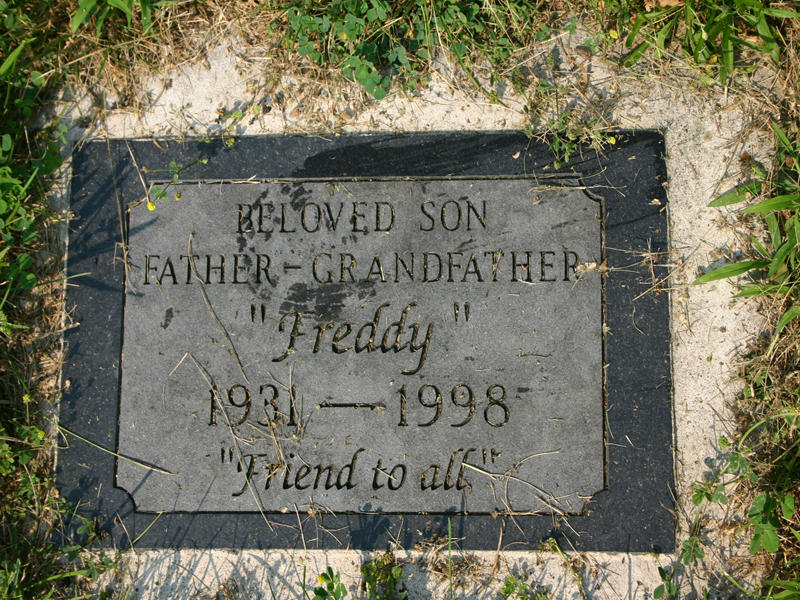 BELOVED SON
FATHER – GRANDFATHER
"Freddy"
1931 — 1998
"Friend to all"